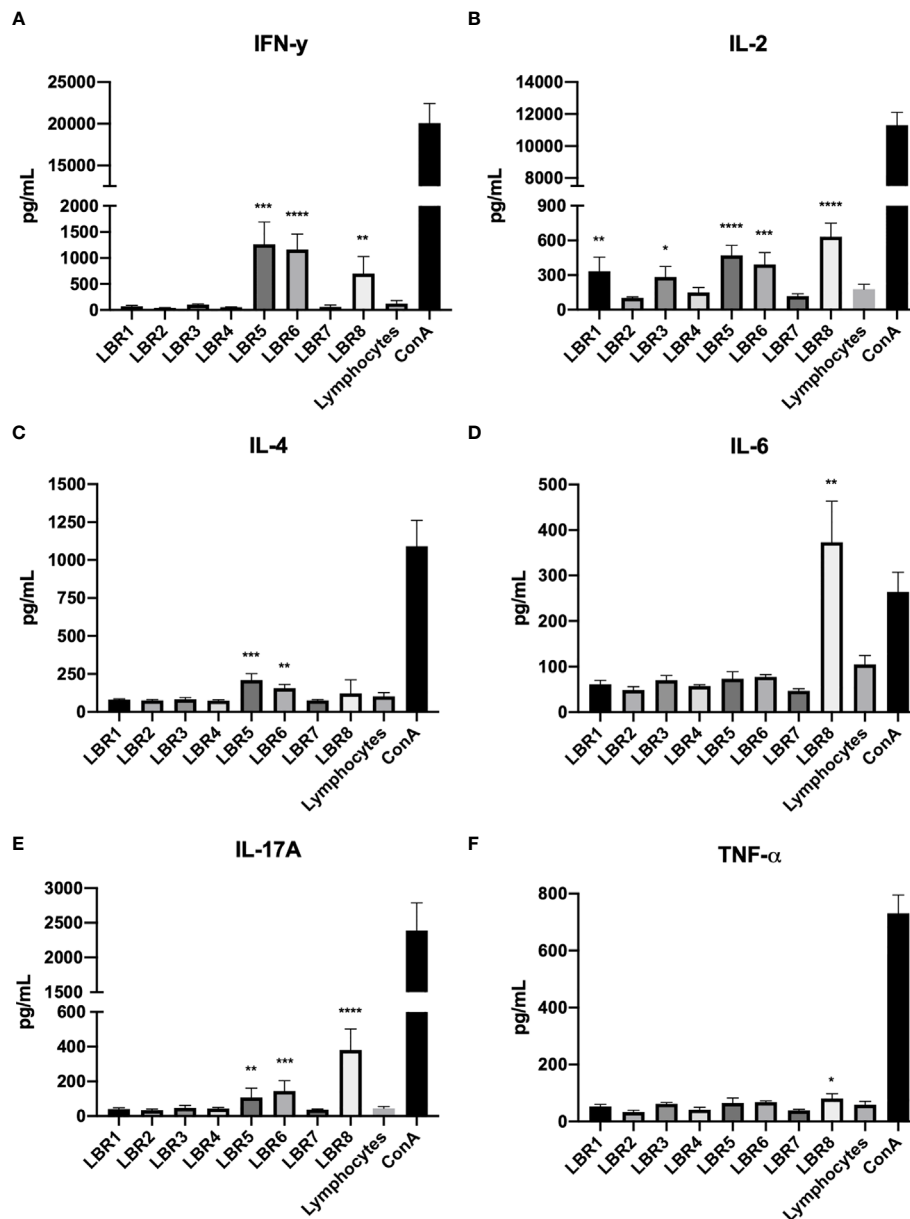 A
IFN-y
pg/mL
25000
20000
15000
10000
2000
1500
1000
500
0
***
****
**
LBR1
LBR2
LBR3
LBR4
LBR5
LBR6
LBR7
LBR8
Lymphocytes
ConA
B
IL-2
pg/mL
14000
12000
10000
8000
900
600
300
0
**
*
****
***
****
LBR1
LBR2
LBR3
LBR4
LBR5
LBR6
LBR7
LBR8
Lymphocytes
ConA
C
IL-4
pg/mL
1500
1250
1000
750
500
250
0
***
**
LBR1
LBR2
LBR3
LBR4
LBR5
LBR6
LBR7
LBR8
Lymphocytes
ConA
D
IL-6
pg/mL
500
400
300
200
100
0
**
LBR1
LBR2
LBR3
LBR4
LBR5
LBR6
LBR7
LBR8
Lymphocytes
ConA
E
IL-17A
pg/mL
3000
2500
2000
1500
600
400
200
0
**
***
****
LBR1
LBR2
LBR3
LBR4
LBR5
LBR6
LBR7
LBR8
Lymphocytes
ConA
F
TNF-α
pg/mL
800
600
400
200
0
*
LBR1
LBR2
LBR3
LBR4
LBR5
LBR6
LBR7
LBR8
Lymphocytes
ConA